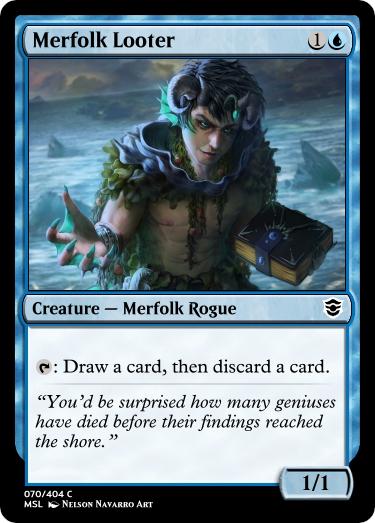 Merfolk Looter 1
Creature — Merfolk Rogue
: Draw a card, then discard a card.
“You’d be surprised how many geniuses
have died before their findings reached
the shore.”
1/1
070/404 C
MSL Nelson Navarro Art